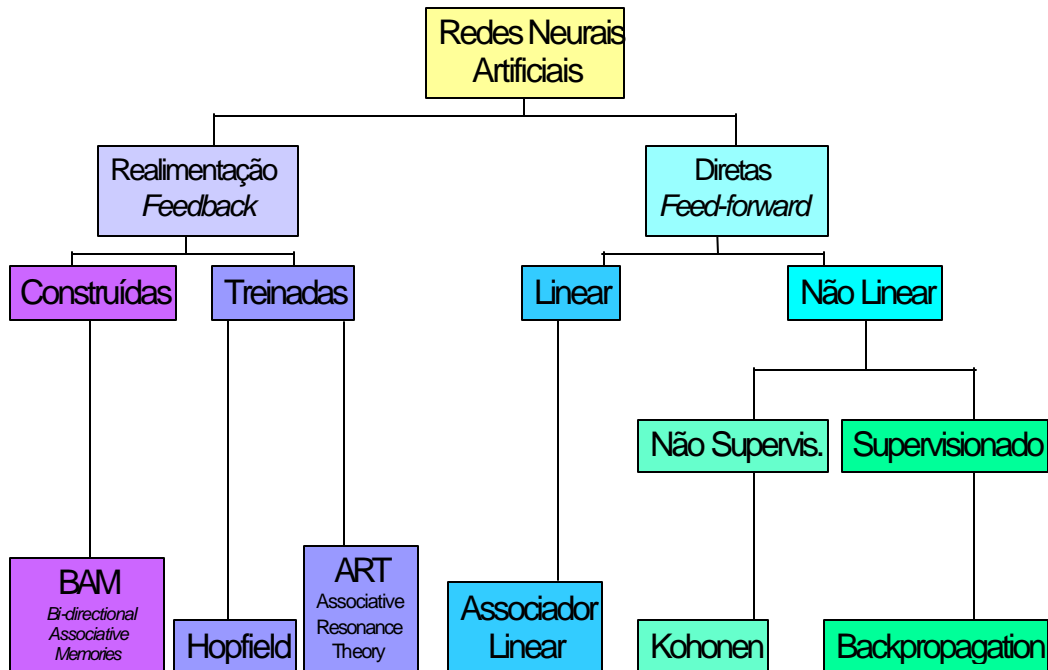 Redes Neurais
Artificiais
Realimentação
Feedback
Diretas
Feed-forward
Construídas
Treinadas
Linear
Não Linear
Não Supervis.
Supervisionado
BAM
Bi-directional
Associative
Memories
Hopfield
ART
Associative
Resonance
Theory
Associador
Linear
Kohonen
Backpropagation